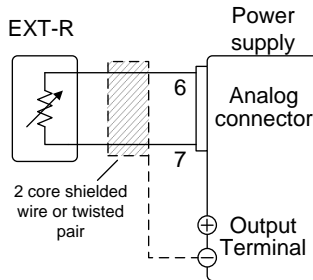 EXT-R
Power
supply
6
Analog
connector
7
2 core shielded
wire or twisted
pair
Output
Terminal